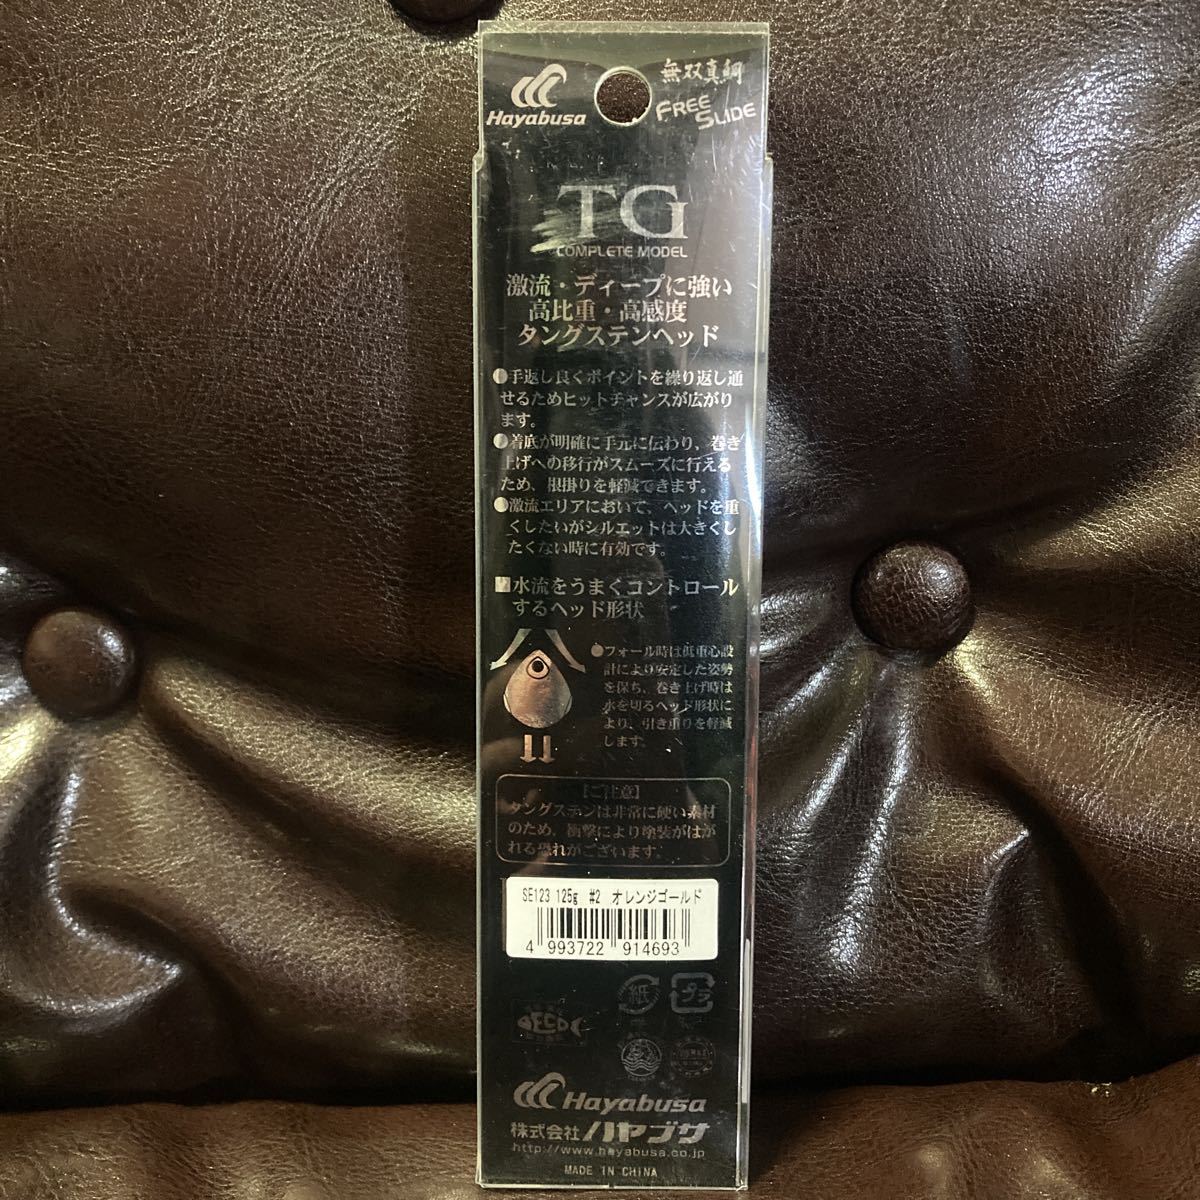 Hayabusa
無双真鯛
FREE
SLIDE
TG
COMPLETE MODEL
激流・ディープに強い
高比重・高感度
タングステンヘッド
●手返し良くポイントを繰り返し通
せるためヒットチャンスが広がり
ます。
●着底が明確に手元に伝わり、巻き
上げへの移行がスムーズに行える
ため、根掛りを軽減できます。
●激流エリアにおいて、ヘッドを重
くしたいがシルエットは大きくし
たくない時に有効です。
■水流をうまくコントロール
するヘッド形状
●フォール時は低重心設
計により安定した姿勢
を保ち、巻き上げ時は
水を切るヘッド形状に
より、引き重りを軽減
します。
【ご注意】
タングステンは非常に硬い素材
のため、衝撃により塗装がはが
れる恐れがございます。
SE123 125g #2 オレンジゴールド
4 993722 914693
紙
プラ
Hayabusa
株式会社ハヤブサ
http://www.hayabusa.co.jp
MADE IN CHINA